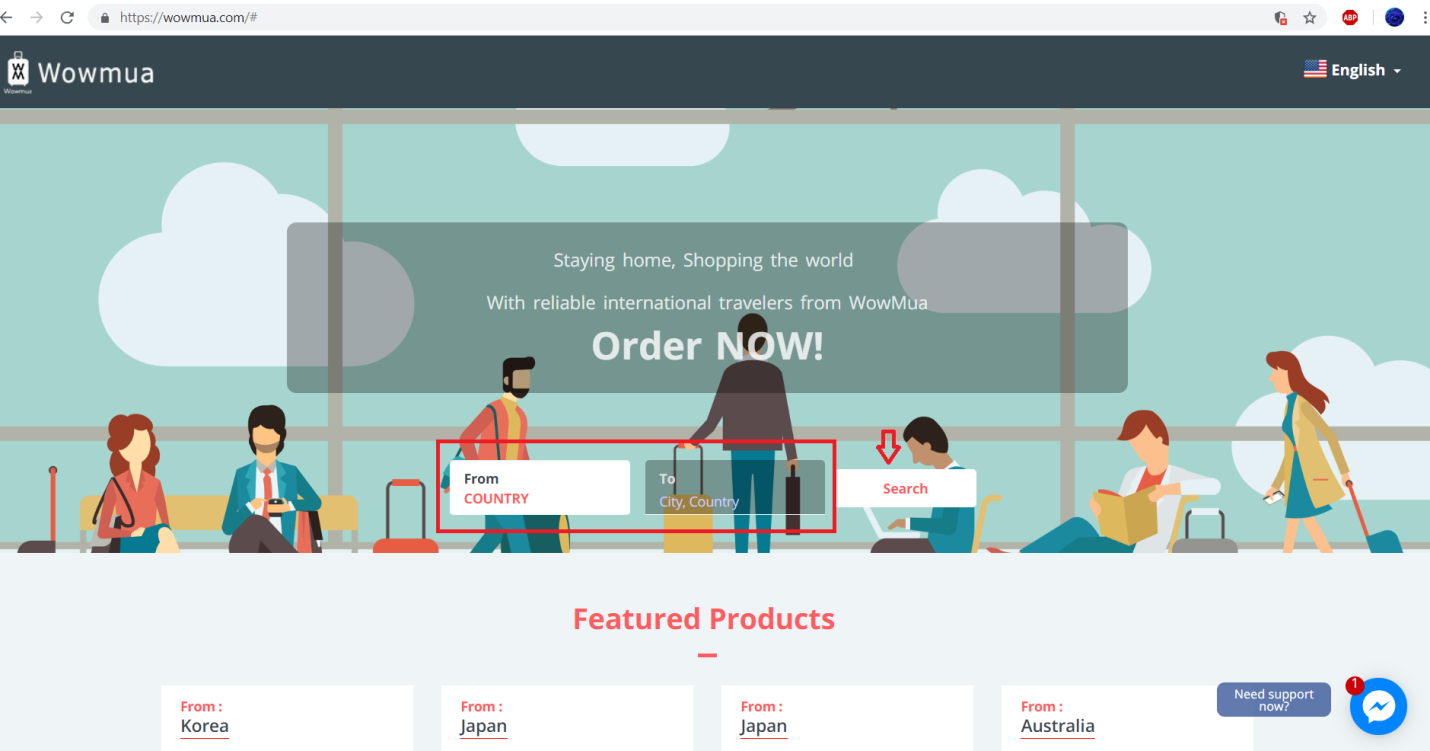 https://wowmua.com/#
ABP
Wowmua
Wowmua
English
Staying home, Shopping the world
With reliable international travelers from WowMua
Order NOW!
From
COUNTRY
To
City, Country
Search
Featured Products
From :
Korea
From :
Japan
From :
Japan
From :
Australia
Need support
now?
1